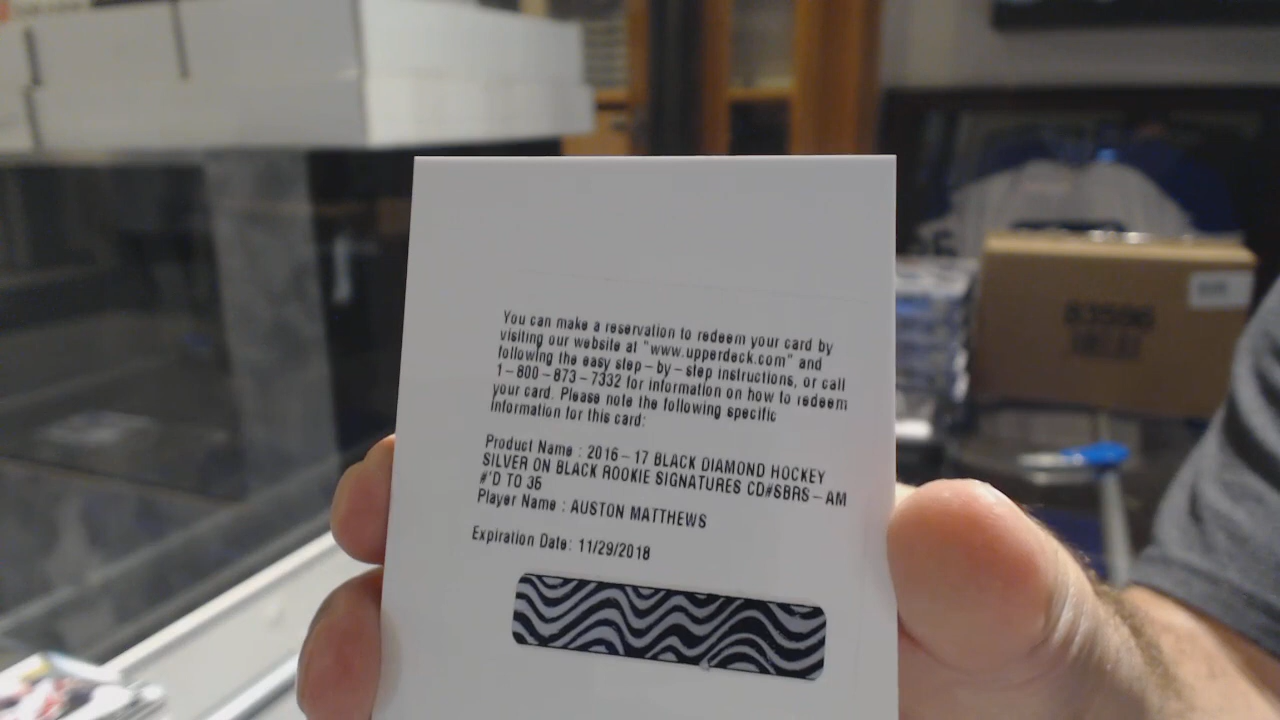 You can make a reservation to redeem your card by
visiting our website at "www.upperdeck.com" and
following the easy step-by-step instructions, or call
1-800-873-7332 for information on how to redeem
your card. Please note the following specific
information for this card:
Product Name : 2016-17 BLACK DIAMOND HOCKEY
SILVER ON BLACK ROOKIE SIGNATURES CD#SBRS-AM
#'D TO 35
Player Name : AUSTON MATTHEWS
Expiration Date: 11/29/2018